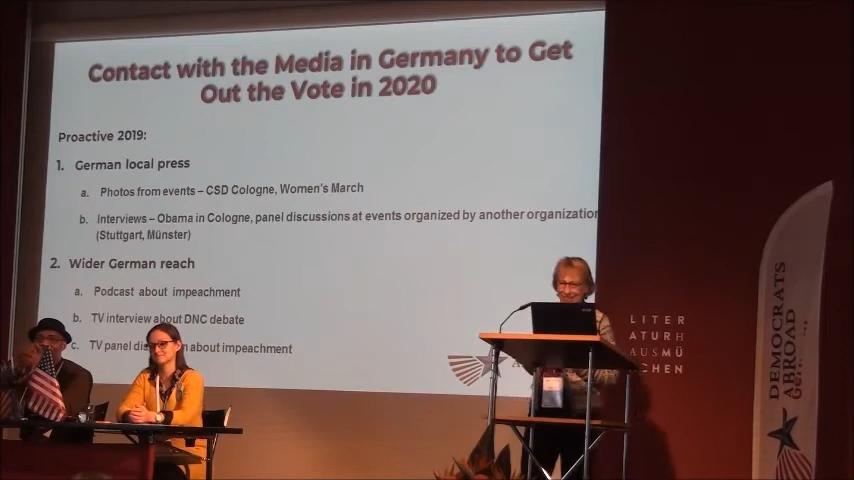 Contact with the Media in Germany to Get
Out the Vote in 2020
Proactive 2019:
1. German local press
a. Photos from events – CSD Cologne, Women's March
b. Interviews – Obama in Cologne, panel discussions at events organized by another organization
(Stuttgart, Münster)
2. Wider German reach
a. Podcast about impeachment
b. TV interview about DNC debate
c. TV panel about impeachment
LITER
ATURH
AUSMÜ
CHEN
DEMOCRATS
ABROAD